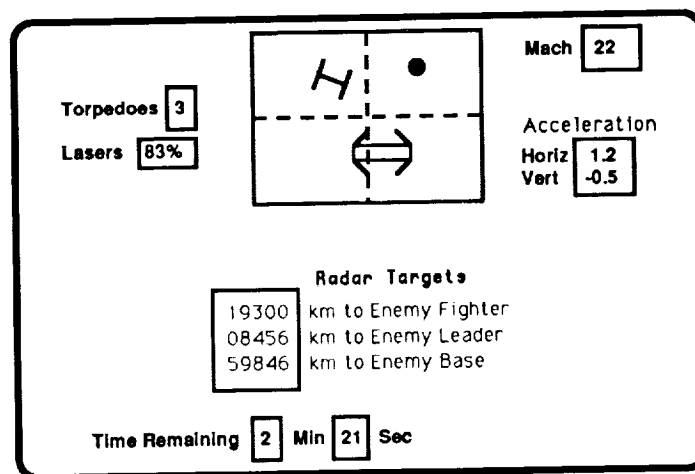 Mach 22
Torpedoes 3
Lasers 83%
Acceleration
Horiz 1.2
Vert -0.5
Radar Targets
19300 km to Enemy Fighter
08456 km to Enemy Leader
59846 km to Enemy Base
Time Remaining 2 Min 21 Sec